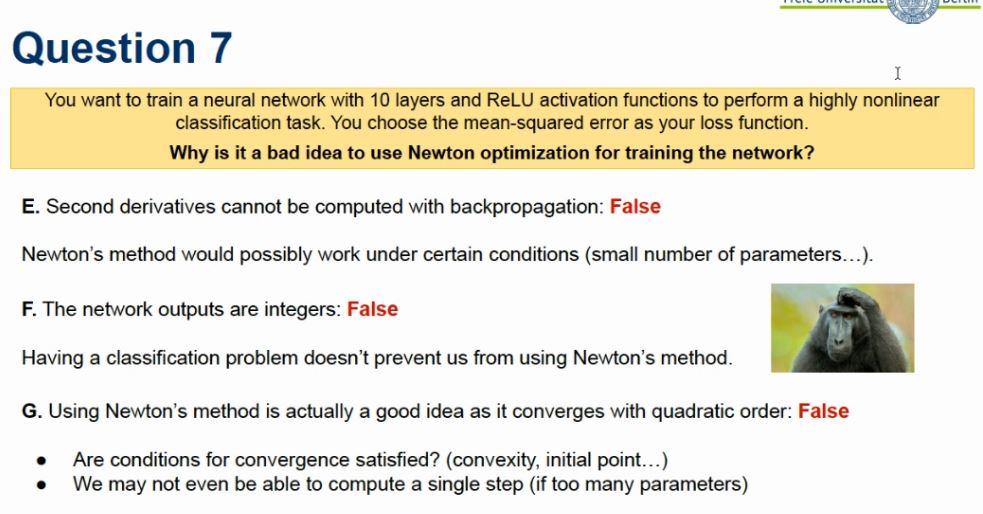 Question 7
You want to train a neural network with 10 layers and ReLU activation functions to perform a highly nonlinear
classification task. You choose the mean-squared error as your loss function.
Why is it a bad idea to use Newton optimization for training the network?
E. Second derivatives cannot be computed with backpropagation: False
Newton's method would possibly work under certain conditions (small number of parameters…).
F. The network outputs are integers: False
Having a classification problem doesn't prevent us from using Newton's method.
G. Using Newton's method is actually a good idea as it converges with quadratic order: False
● Are conditions for convergence satisfied? (convexity, initial point…)
● We may not even be able to compute a single step (if too many parameters)